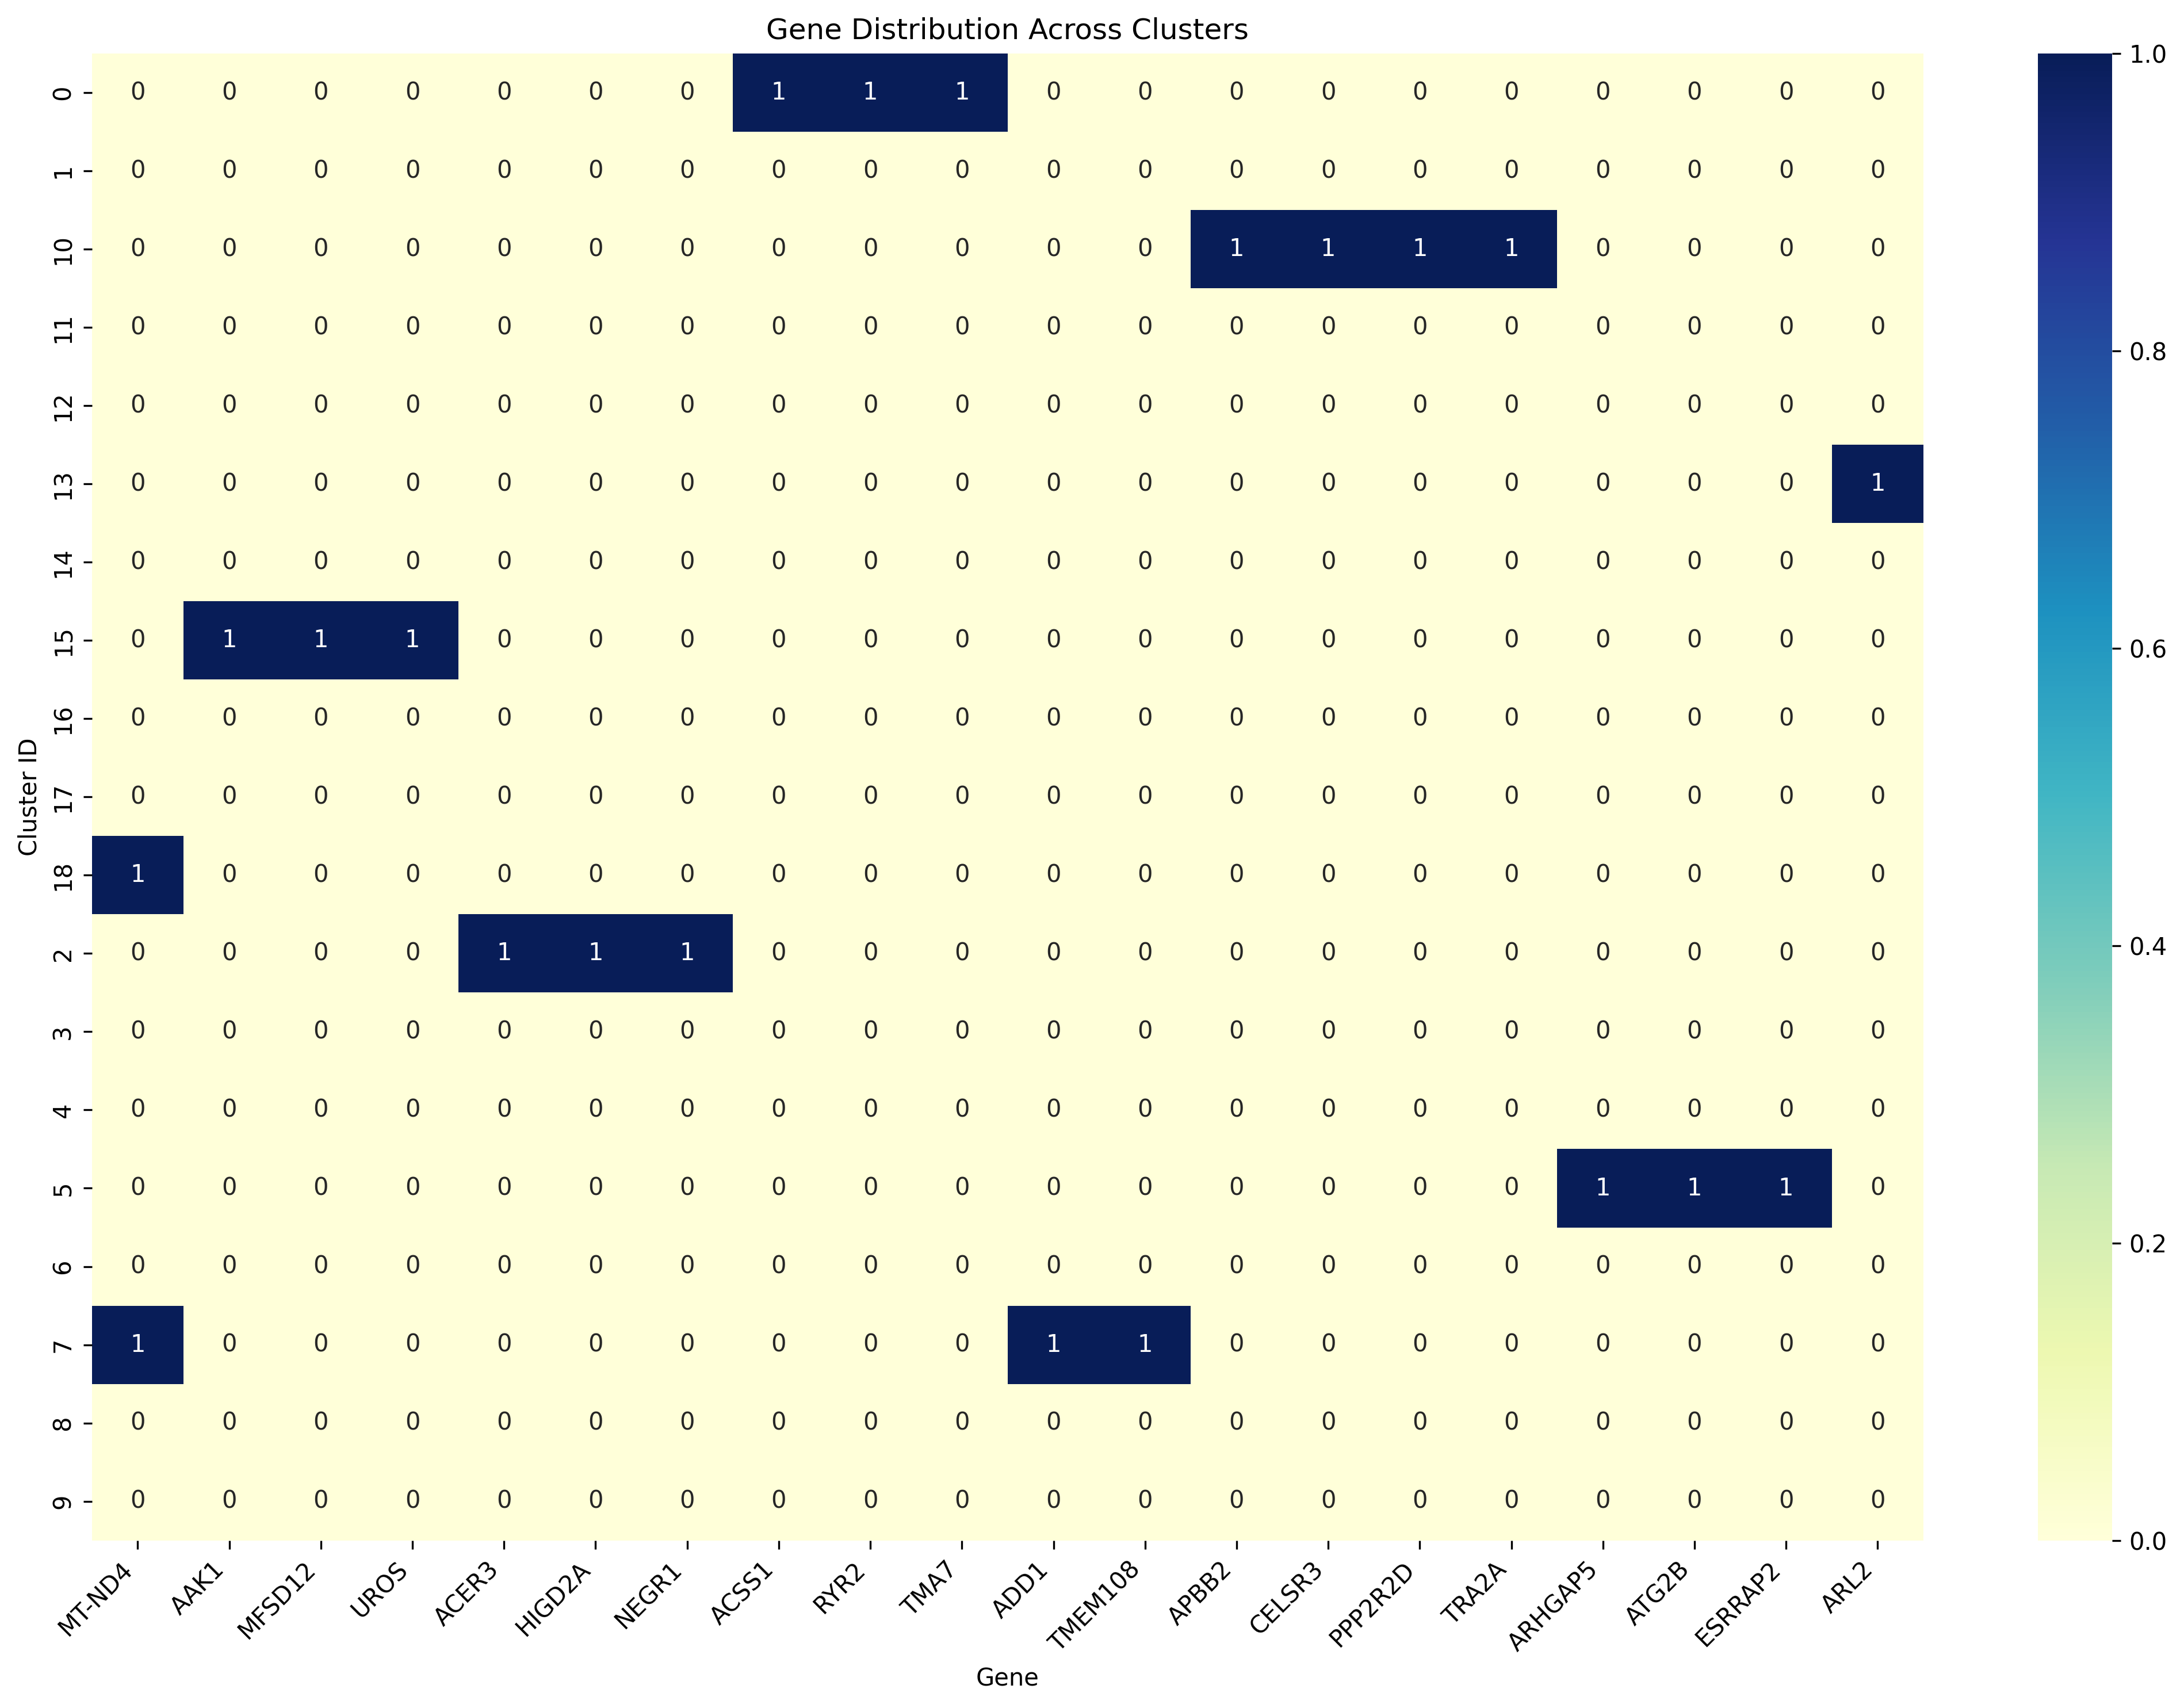 Gene Distribution Across Clusters
0 0 0 0 0 0 0 0 1 1 1 0 0 0 0 0 0 0 0 0 0
1 0 0 0 0 0 0 0 0 0 0 0 0 0 0 0 0 0 0 0 0
10 0 0 0 0 0 0 0 0 0 0 0 0 1 1 1 1 0 0 0 0
11 0 0 0 0 0 0 0 0 0 0 0 0 0 0 0 0 0 0 0 0
12 0 0 0 0 0 0 0 0 0 0 0 0 0 0 0 0 0 0 0 0
13 0 0 0 0 0 0 0 0 0 0 0 0 0 0 0 0 0 0 0 1
14 0 0 0 0 0 0 0 0 0 0 0 0 0 0 0 0 0 0 0 0
15 0 1 1 1 0 0 0 0 0 0 0 0 0 0 0 0 0 0 0 0
16 0 0 0 0 0 0 0 0 0 0 0 0 0 0 0 0 0 0 0 0
17 0 0 0 0 0 0 0 0 0 0 0 0 0 0 0 0 0 0 0 0
18 1 0 0 0 0 0 0 0 0 0 0 0 0 0 0 0 0 0 0 0
2 0 0 0 0 1 1 1 0 0 0 0 0 0 0 0 0 0 0 0 0
3 0 0 0 0 0 0 0 0 0 0 0 0 0 0 0 0 0 0 0 0
4 0 0 0 0 0 0 0 0 0 0 0 0 0 0 0 0 0 0 0 0
5 0 0 0 0 0 0 0 0 0 0 0 0 0 0 0 0 1 1 1 0
6 0 0 0 0 0 0 0 0 0 0 0 0 0 0 0 0 0 0 0 0
7 1 0 0 0 0 0 0 0 0 0 1 1 0 0 0 0 0 0 0 0
8 0 0 0 0 0 0 0 0 0 0 0 0 0 0 0 0 0 0 0 0
9 0 0 0 0 0 0 0 0 0 0 0 0 0 0 0 0 0 0 0 0
Cluster ID
MT-ND4 AAK1 MFSD12 UROS ACER3 HIGD2A NEGR1 ACSS1 RYR2 TMA7 ADD1 TMEM108 APBB2 CELSR3 PPP2R2D TRA2A ARHGAP5 ATG2B ESRRAP2 ARL2
Gene
1.0
0.8
0.6
0.4
0.2
0.0